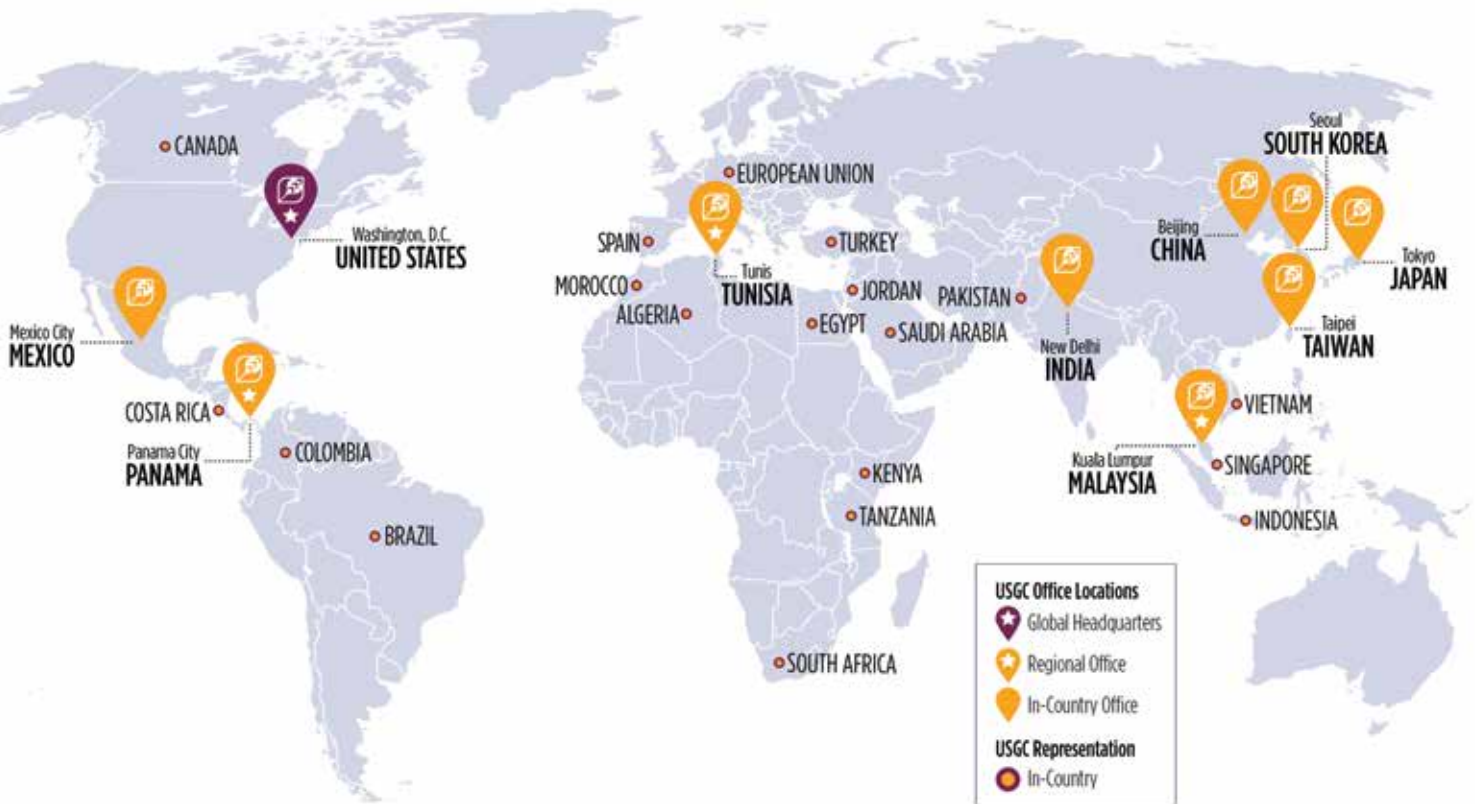 CANADA
Washington, D.C.
UNITED STATES
Mexico City
MEXICO
COSTA RICA
Panama City
PANAMA
COLOMBIA
BRAZIL
EUROPEAN UNION
SPAIN
TURKEY
MOROCCO
Tunis
TUNISIA
JORDAN
ALGERIA
EGYPT
SAUDI ARABIA
PAKISTAN
New Delhi
INDIA
KENYA
TANZANIA
SOUTH AFRICA
Seoul
SOUTH KOREA
Beijing
CHINA
Tokyo
JAPAN
Taipei
TAIWAN
VIETNAM
Kuala Lumpur
MALAYSIA
SINGAPORE
INDONESIA
USGC Office Locations
Global Headquarters
Regional Office
In-Country Office
USGC Representation
In-Country